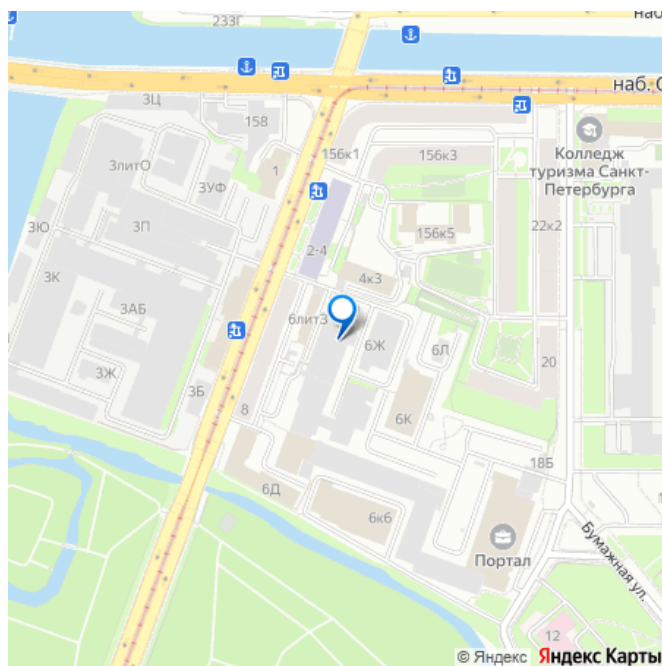 233Г
наб.
наб. О
3Ц
158
156к1
156к3
Колледж
туризма Санкт-
Петербурга
3литО
3УФ
1
3Ю
3П
2-4
156к5
22к2
3К
4к3
3АБ
6литЗ
6Ж
6Л
20
3Ж
3Б
8
6К
18Б
6Д
6к6
Портал
Бумажная ул.
12
© Яндекс Яндекс Карты